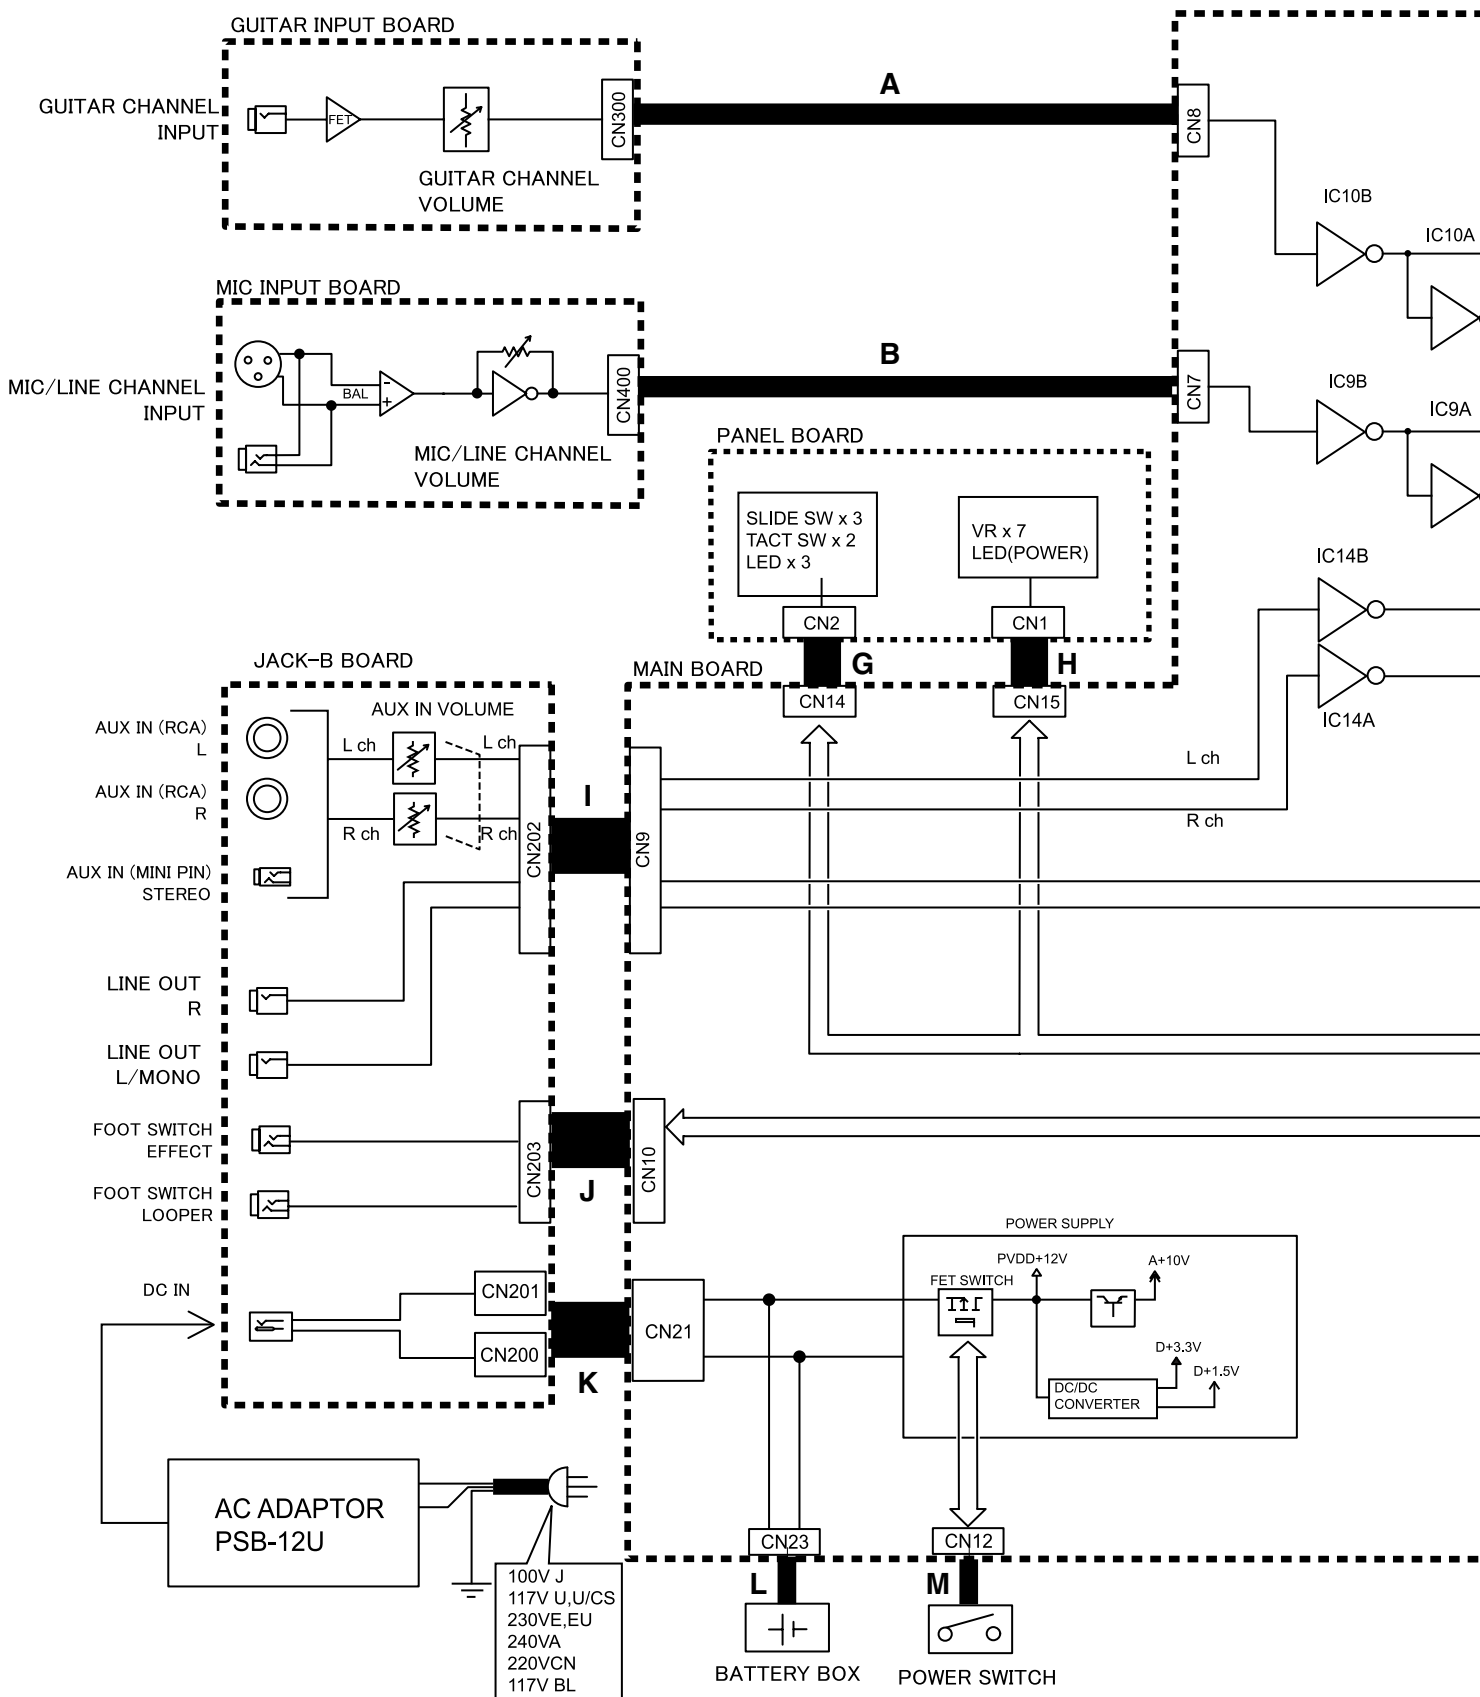 GUITAR INPUT BOARD
GUITAR CHANNEL
INPUT
FET
CN300
A
CN8
GUITAR CHANNEL
VOLUME
IC10B
IC10A
MIC INPUT BOARD
MIC/LINE CHANNEL
INPUT
BAL
-
+
CN400
B
CN7
IC9B
IC9A
MIC/LINE CHANNEL
VOLUME
PANEL BOARD
SLIDE SW x 3
TACT SW x 2
LED x 3
VR x 7
LED(POWER)
CN2
CN1
G
H
IC14B
IC14A
JACK-B BOARD
MAIN BOARD
CN14
CN15
AUX IN (RCA)
L
AUX IN VOLUME
L ch
L ch
AUX IN (RCA)
R
R ch
R ch
CN202
I
CN9
L ch
R ch
AUX IN (MINI PIN)
STEREO
LINE OUT
R
LINE OUT
L/MONO
FOOT SWITCH
EFFECT
FOOT SWITCH
LOOPER
CN203
J
CN10
DC IN
CN201
CN200
K
CN21
POWER SUPPLY
PVDD+12V
A+10V
FET SWITCH
D+3.3V
D+1.5V
DC/DC
CONVERTER
AC ADAPTOR
PSB-12U
100V J
117V U,U/CS
230VE,EU
240VA
220VCN
117V BL
CN23
CN12
L
M
BATTERY BOX
POWER SWITCH